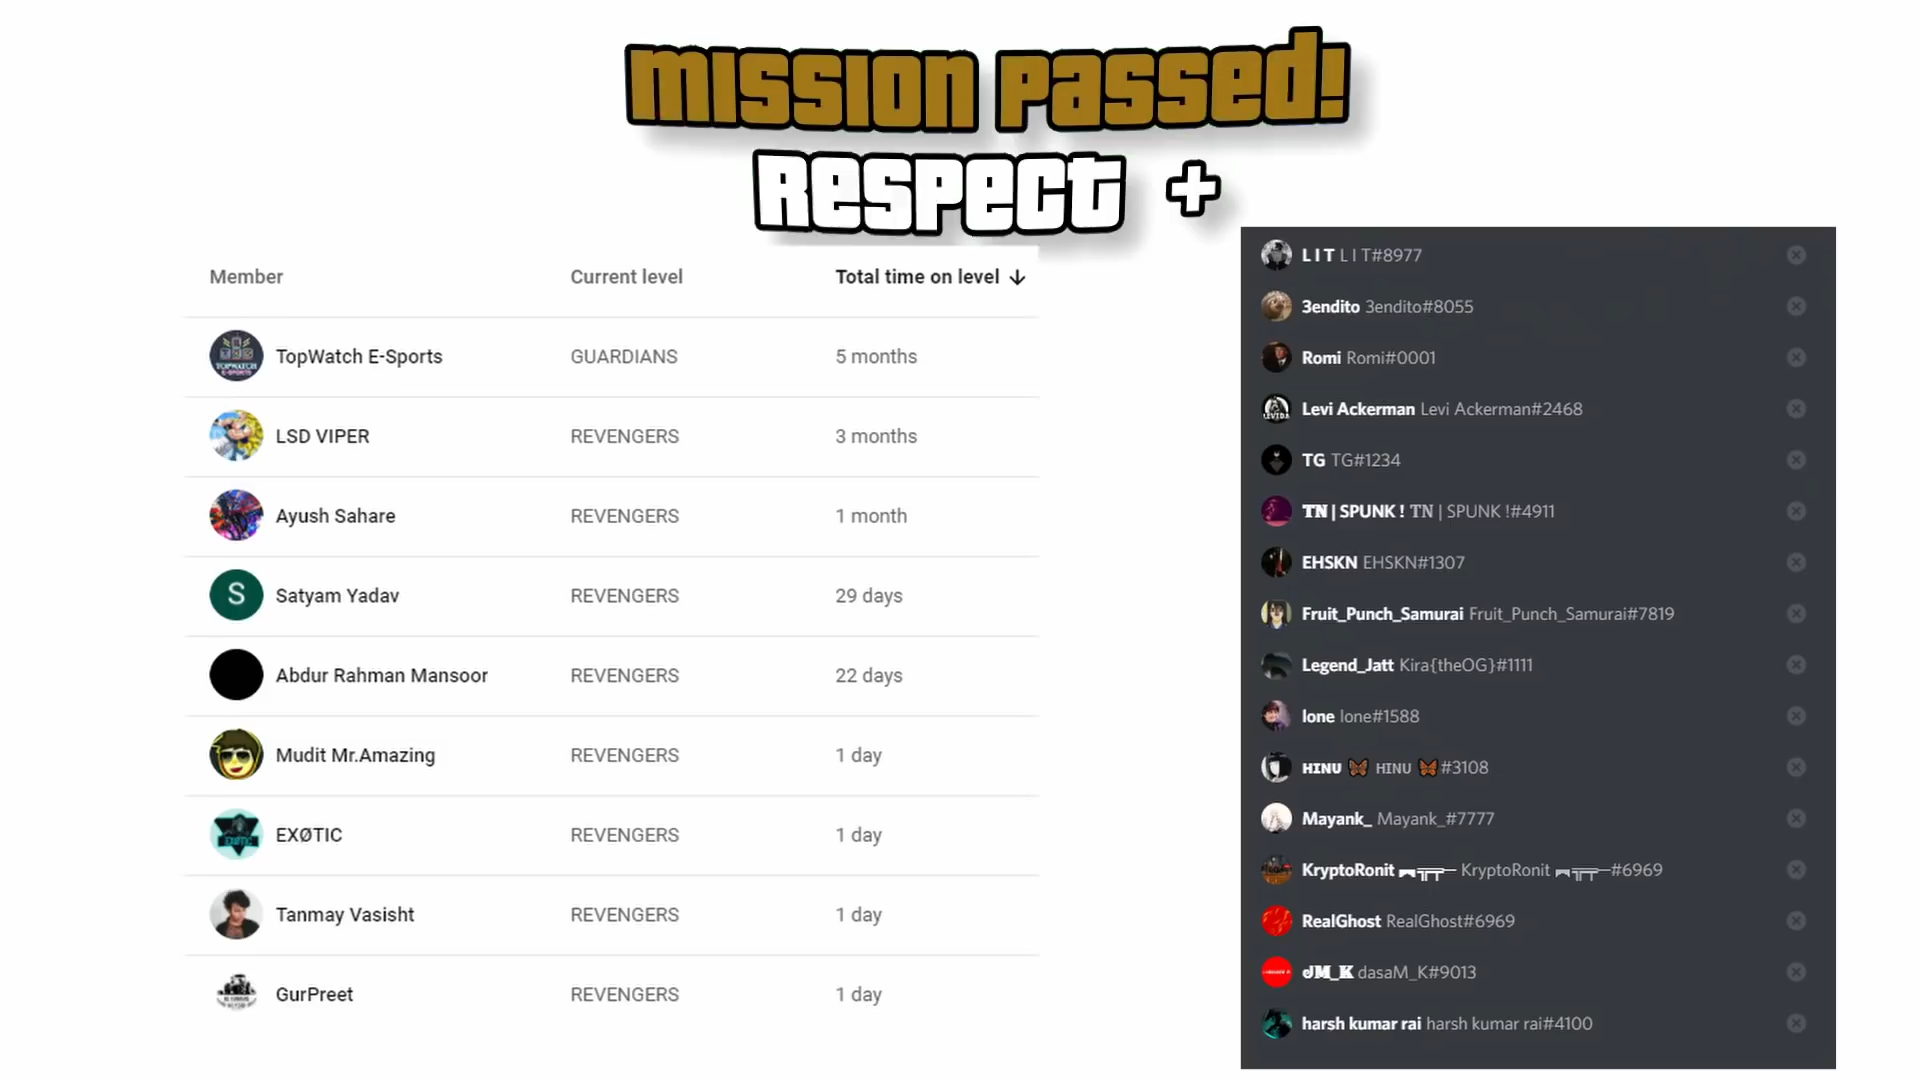 MISSION PASSED!
RESPECT +
Member Current level Total time on level ↓
TopWatch E-Sports GUARDIANS 5 months
LSD VIPER REVENGERS 3 months
Ayush Sahare REVENGERS 1 month
S Satyam Yadav REVENGERS 29 days
Abdur Rahman Mansoor REVENGERS 22 days
Mudit Mr.Amazing REVENGERS 1 day
EXØTIC REVENGERS 1 day
Tanmay Vasisht REVENGERS 1 day
GurPreet REVENGERS 1 day
L I T L I T#8977
3endito 3endito#8055
Romi Romi#0001
Levi Ackerman Levi Ackerman#2468
TG TG#1234
𝕋ℕ | SPUNK ! 𝕋ℕ | SPUNK !#4911
EHSKN EHSKN#1307
Fruit_Punch_Samurai Fruit_Punch_Samurai#7819
Legend_Jatt Kira{theOG}#1111
lone lone#1588
ʜɪɴᴜ 🦋 ʜɪɴᴜ 🦋#3108
Mayank_ Mayank_#7777
KryptoRonit ︻╦╤─ KryptoRonit ︻╦╤─#6969
RealGhost RealGhost#6969
𝖉𝕄_𝕂 dasaM_K#9013
harsh kumar rai harsh kumar rai#4100